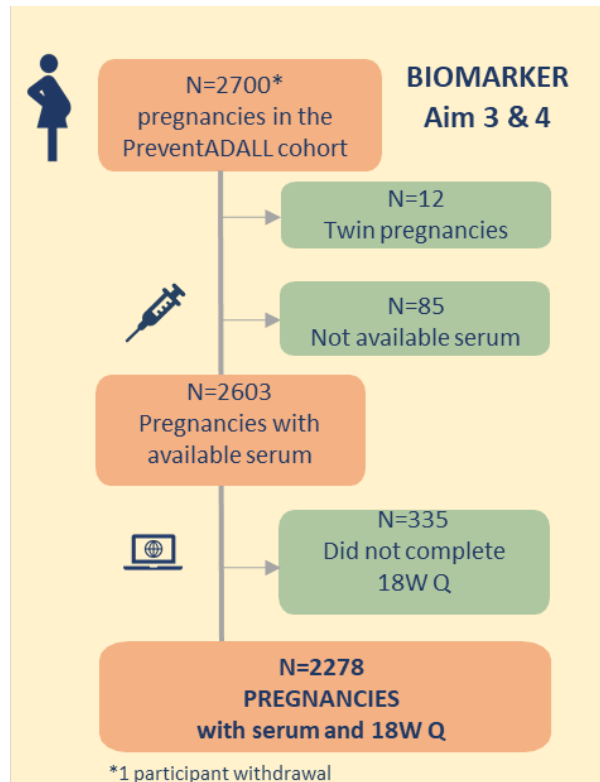 N=2700*
pregnancies in the
PreventADALL cohort
BIOMARKER
Aim 3 & 4
N=12
Twin pregnancies
N=85
Not available serum
N=2603
Pregnancies with
available serum
N=335
Did not complete
18W Q
N=2278
PREGNANCIES
with serum and 18W Q
*1 participant withdrawal